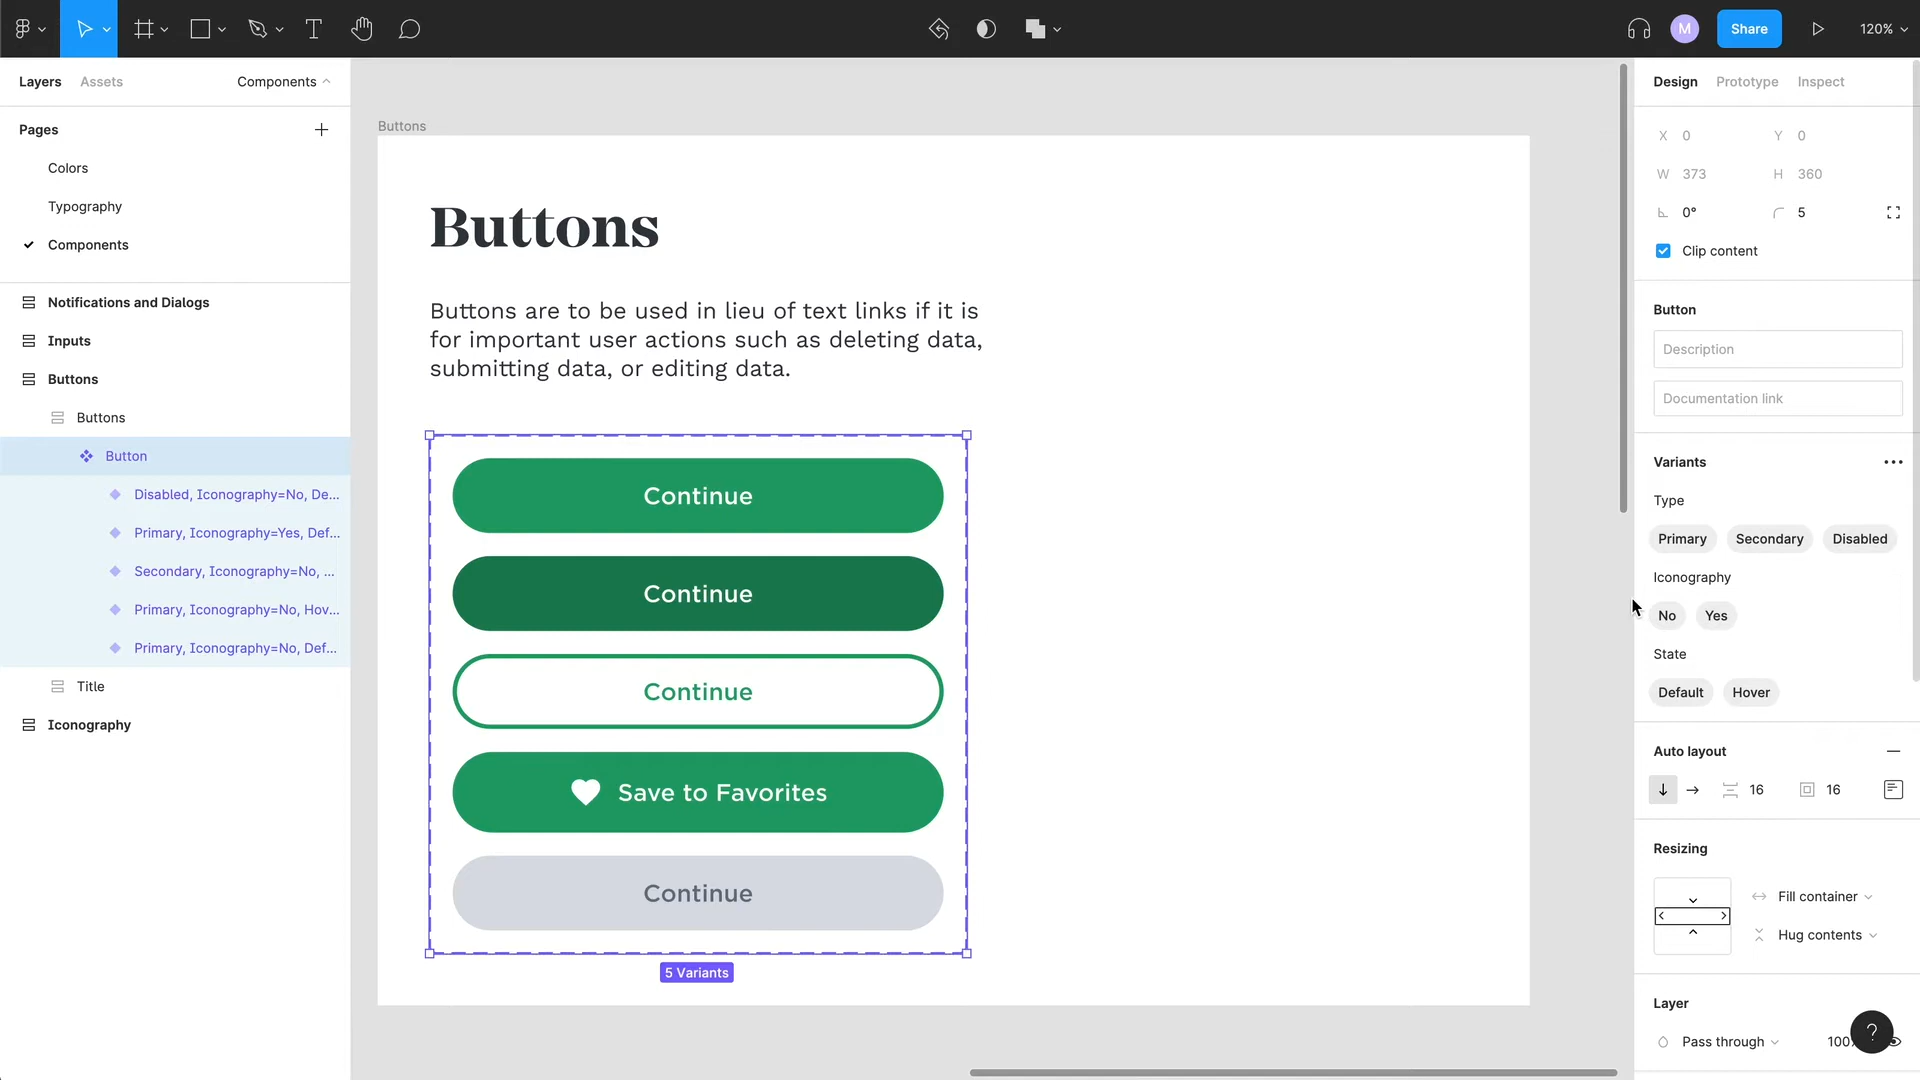 M
Share
120%
Layers
Assets
Components
Pages
Colors
Typography
Components
Notifications and Dialogs
Inputs
Buttons
Buttons
Button
Disabled, Iconography=No, De...
Primary, Iconography=Yes, Def...
Secondary, Iconography=No, ...
Primary, Iconography=No, Hov...
Primary, Iconography=No, Def...
Title
Iconography
Buttons
Buttons
Buttons are to be used in lieu of text links if it is
for important user actions such as deleting data,
submitting data, or editing data.
Continue
Continue
Continue
Save to Favorites
Continue
5 Variants
Design
Prototype
Inspect
X 0
Y 0
W 373
H 360
0°
5
Clip content
Button
Description
Documentation link
Variants
Type
Primary
Secondary
Disabled
Iconography
No
Yes
State
Default
Hover
Auto layout
16
16
Resizing
Fill container
Hug contents
Layer
Pass through
100%
?